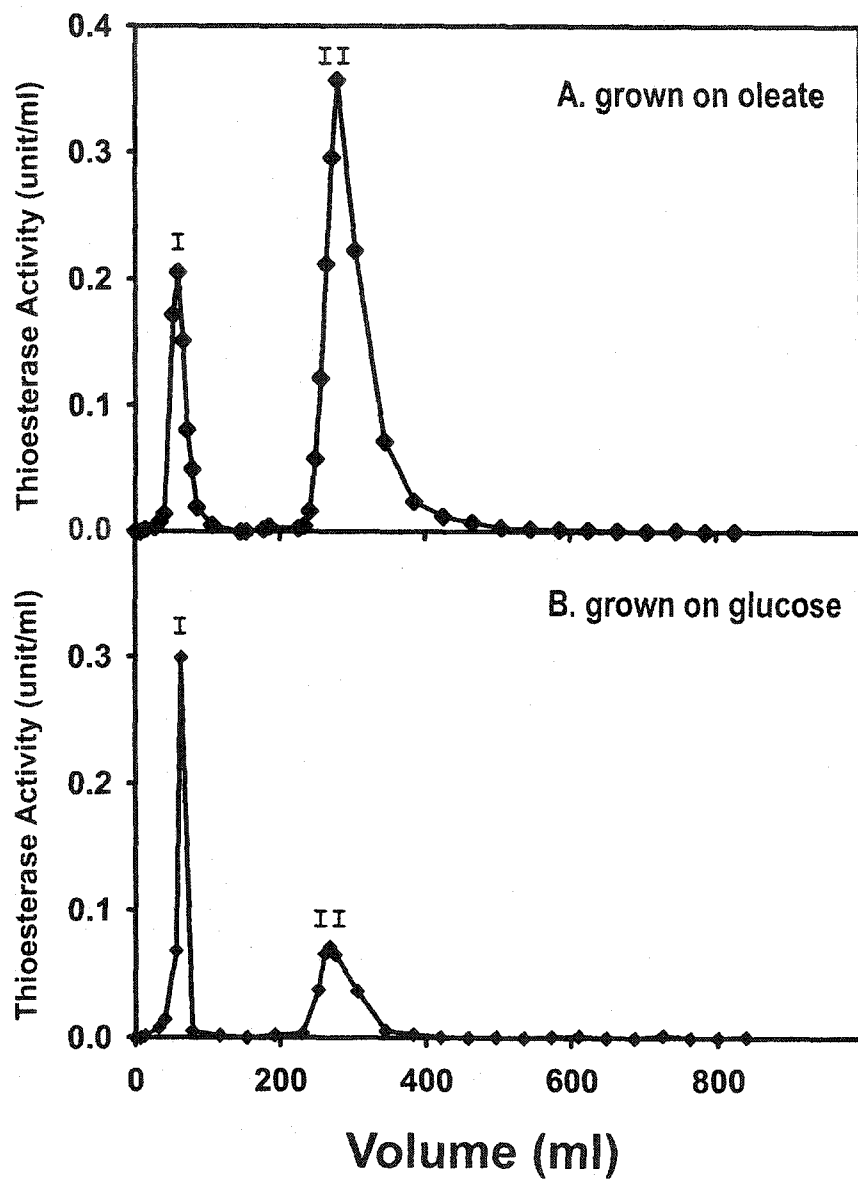 0.4
II
A. grown on oleate
Thioesterase Activity (unit/ml)
0.3
I
0.2
0.1
0.0
B. grown on glucose
Thioesterase Activity (unit/ml)
I
0.3
0.2
0.1
II
0.0
0 200 400 600 800
Volume (ml)